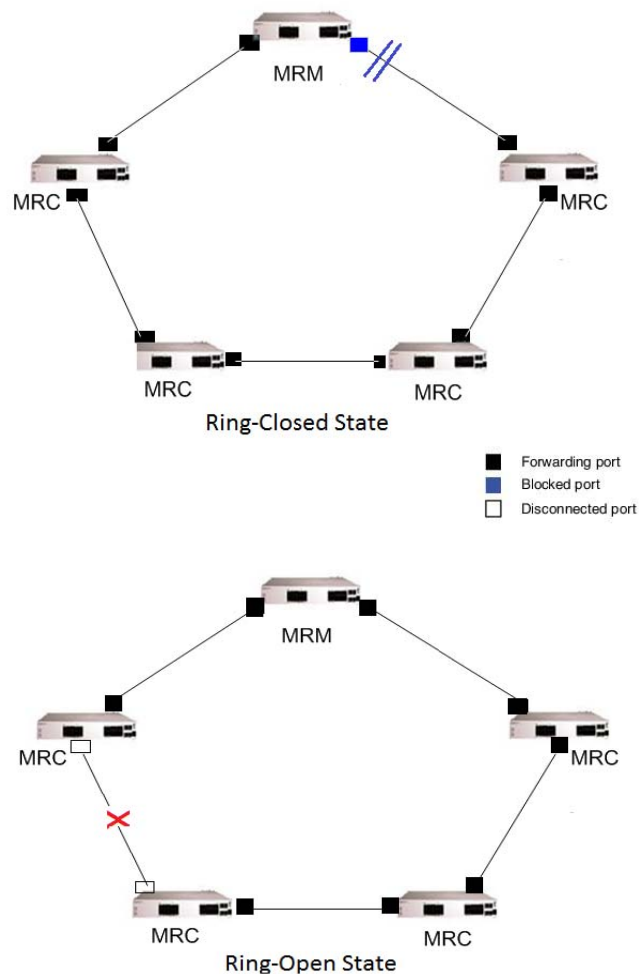 MRM
MRC
MRC
MRC
MRC
Ring-Closed State
Forwarding port
Blocked port
Disconnected port
MRM
MRC
MRC
MRC
MRC
Ring-Open State